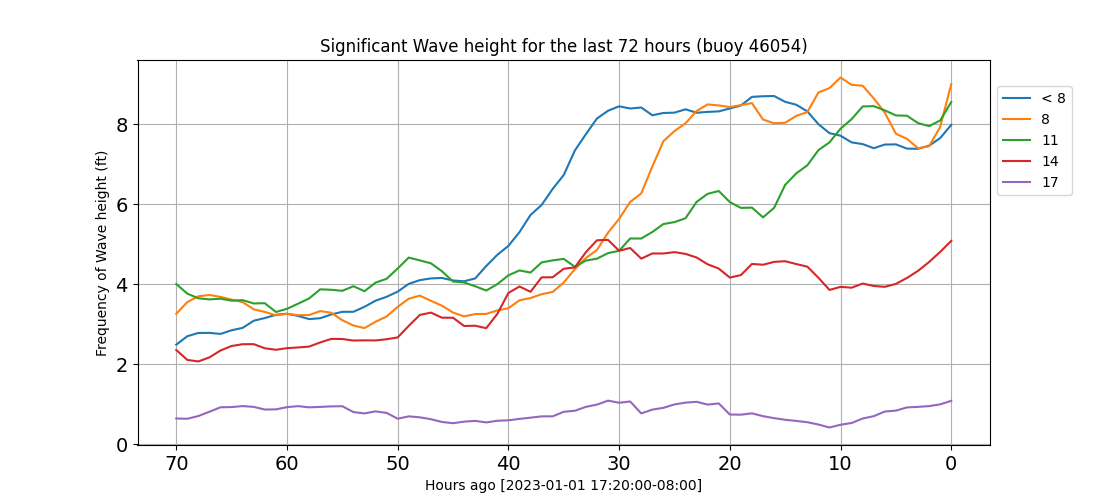 Significant Wave height for the last 72 hours (buoy 46054)
Frequency of Wave height (ft)
8
6
4
2
0
70 60 50 40 30 20 10 0
Hours ago [2023-01-01 17:20:00-08:00]
< 8
8
11
14
17